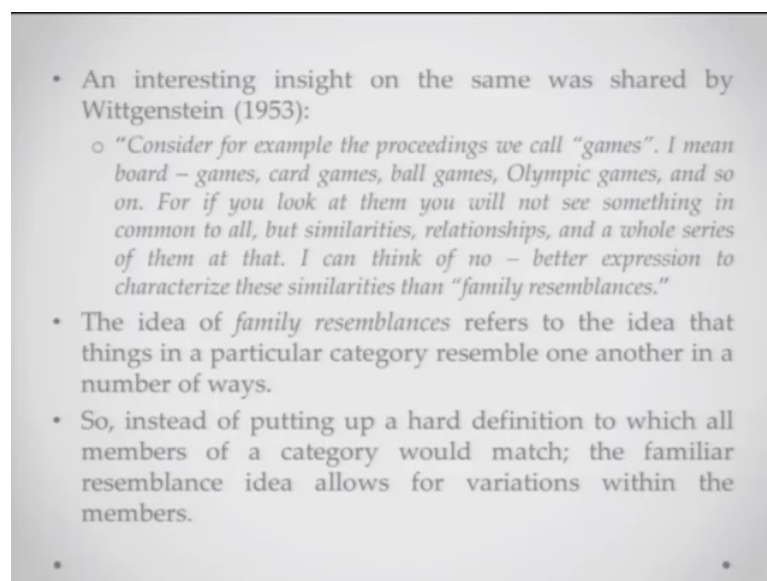 • An interesting insight on the same was shared by
Wittgenstein (1953):
o "Consider for example the proceedings we call "games". I mean
board – games, card games, ball games, Olympic games, and so
on. For if you look at them you will not see something in
common to all, but similarities, relationships, and a whole series
of them at that. I can think of no – better expression to
characterize these similarities than "family resemblances."
• The idea of family resemblances refers to the idea that
things in a particular category resemble one another in a
number of ways.
• So, instead of putting up a hard definition to which all
members of a category would match; the familiar
resemblance idea allows for variations within the
members.